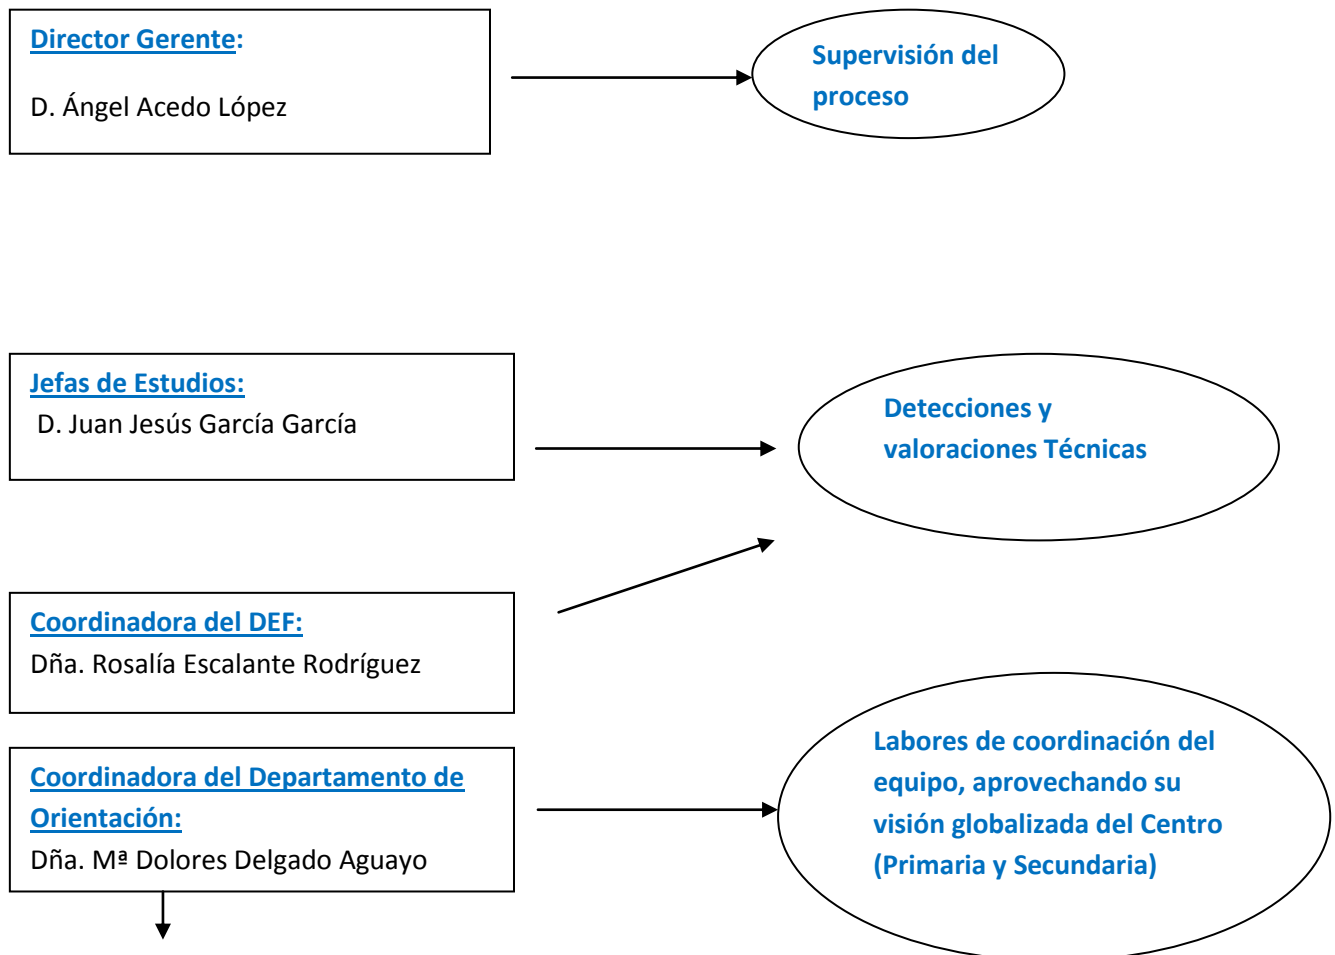 Director Gerente:
D. Ángel Acedo López
Supervisión del
proceso
Jefas de Estudios:
D. Juan Jesús García García
Detecciones y
valoraciones Técnicas
Coordinadora del DEF:
Dña. Rosalía Escalante Rodríguez
Coordinadora del Departamento de
Orientación:
Dña. Mª Dolores Delgado Aguayo
Labores de coordinación del
equipo, aprovechando su
visión globalizada del Centro
(Primaria y Secundaria)